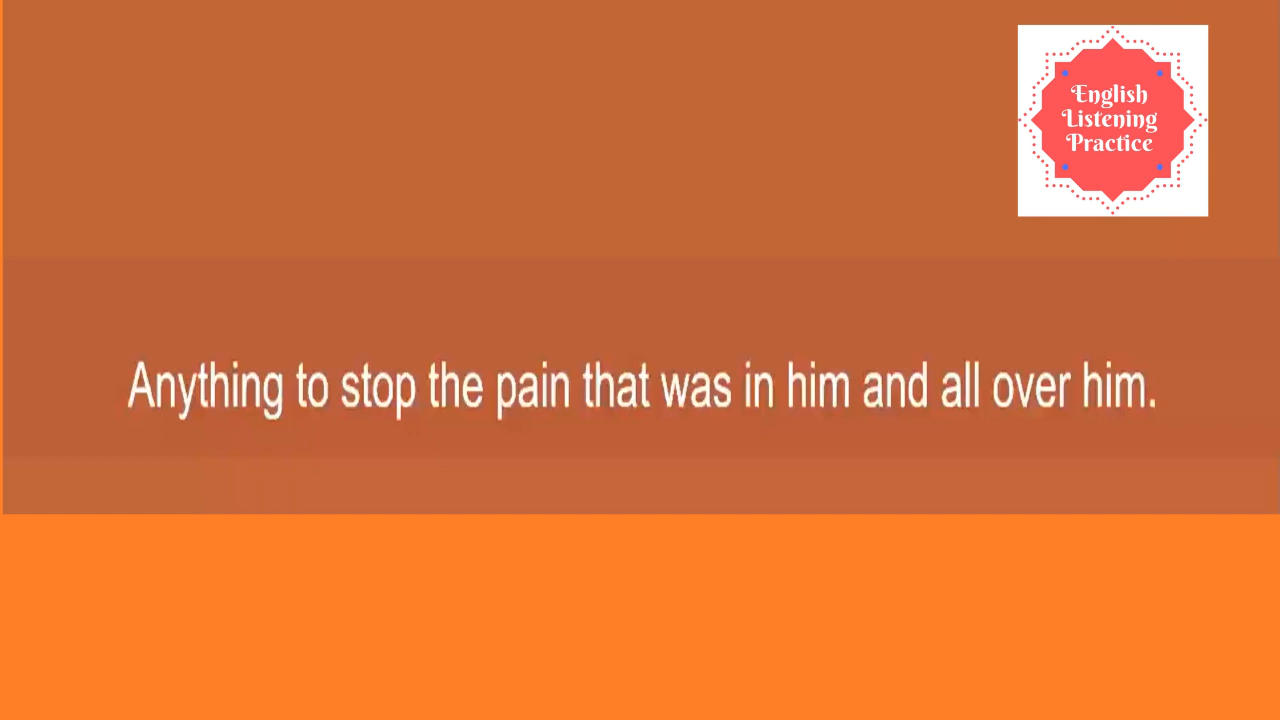 English
Listening
Practice
Anything to stop the pain that was in him and all over him.